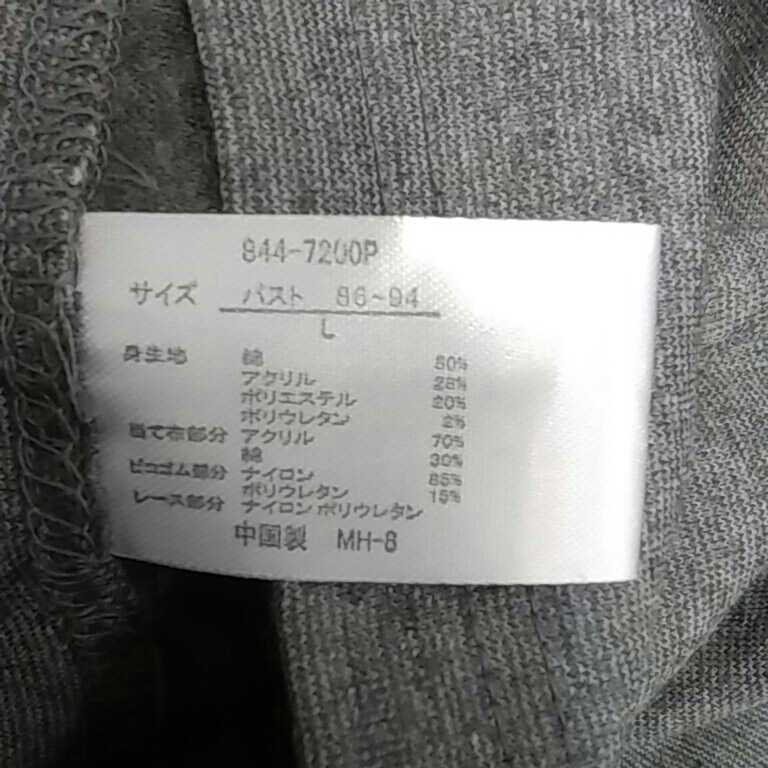 844-7200P
サイズ バスト 86~94
L
身生地 綿 50%
アクリル 28%
ポリエステル 20%
ポリウレタン 2%
当て布部分 アクリル 70%
綿 30%
ピコゴム部分 ナイロン 85%
ポリウレタン 15%
レース部分 ナイロン ポリウレタン
中国製 MH-8